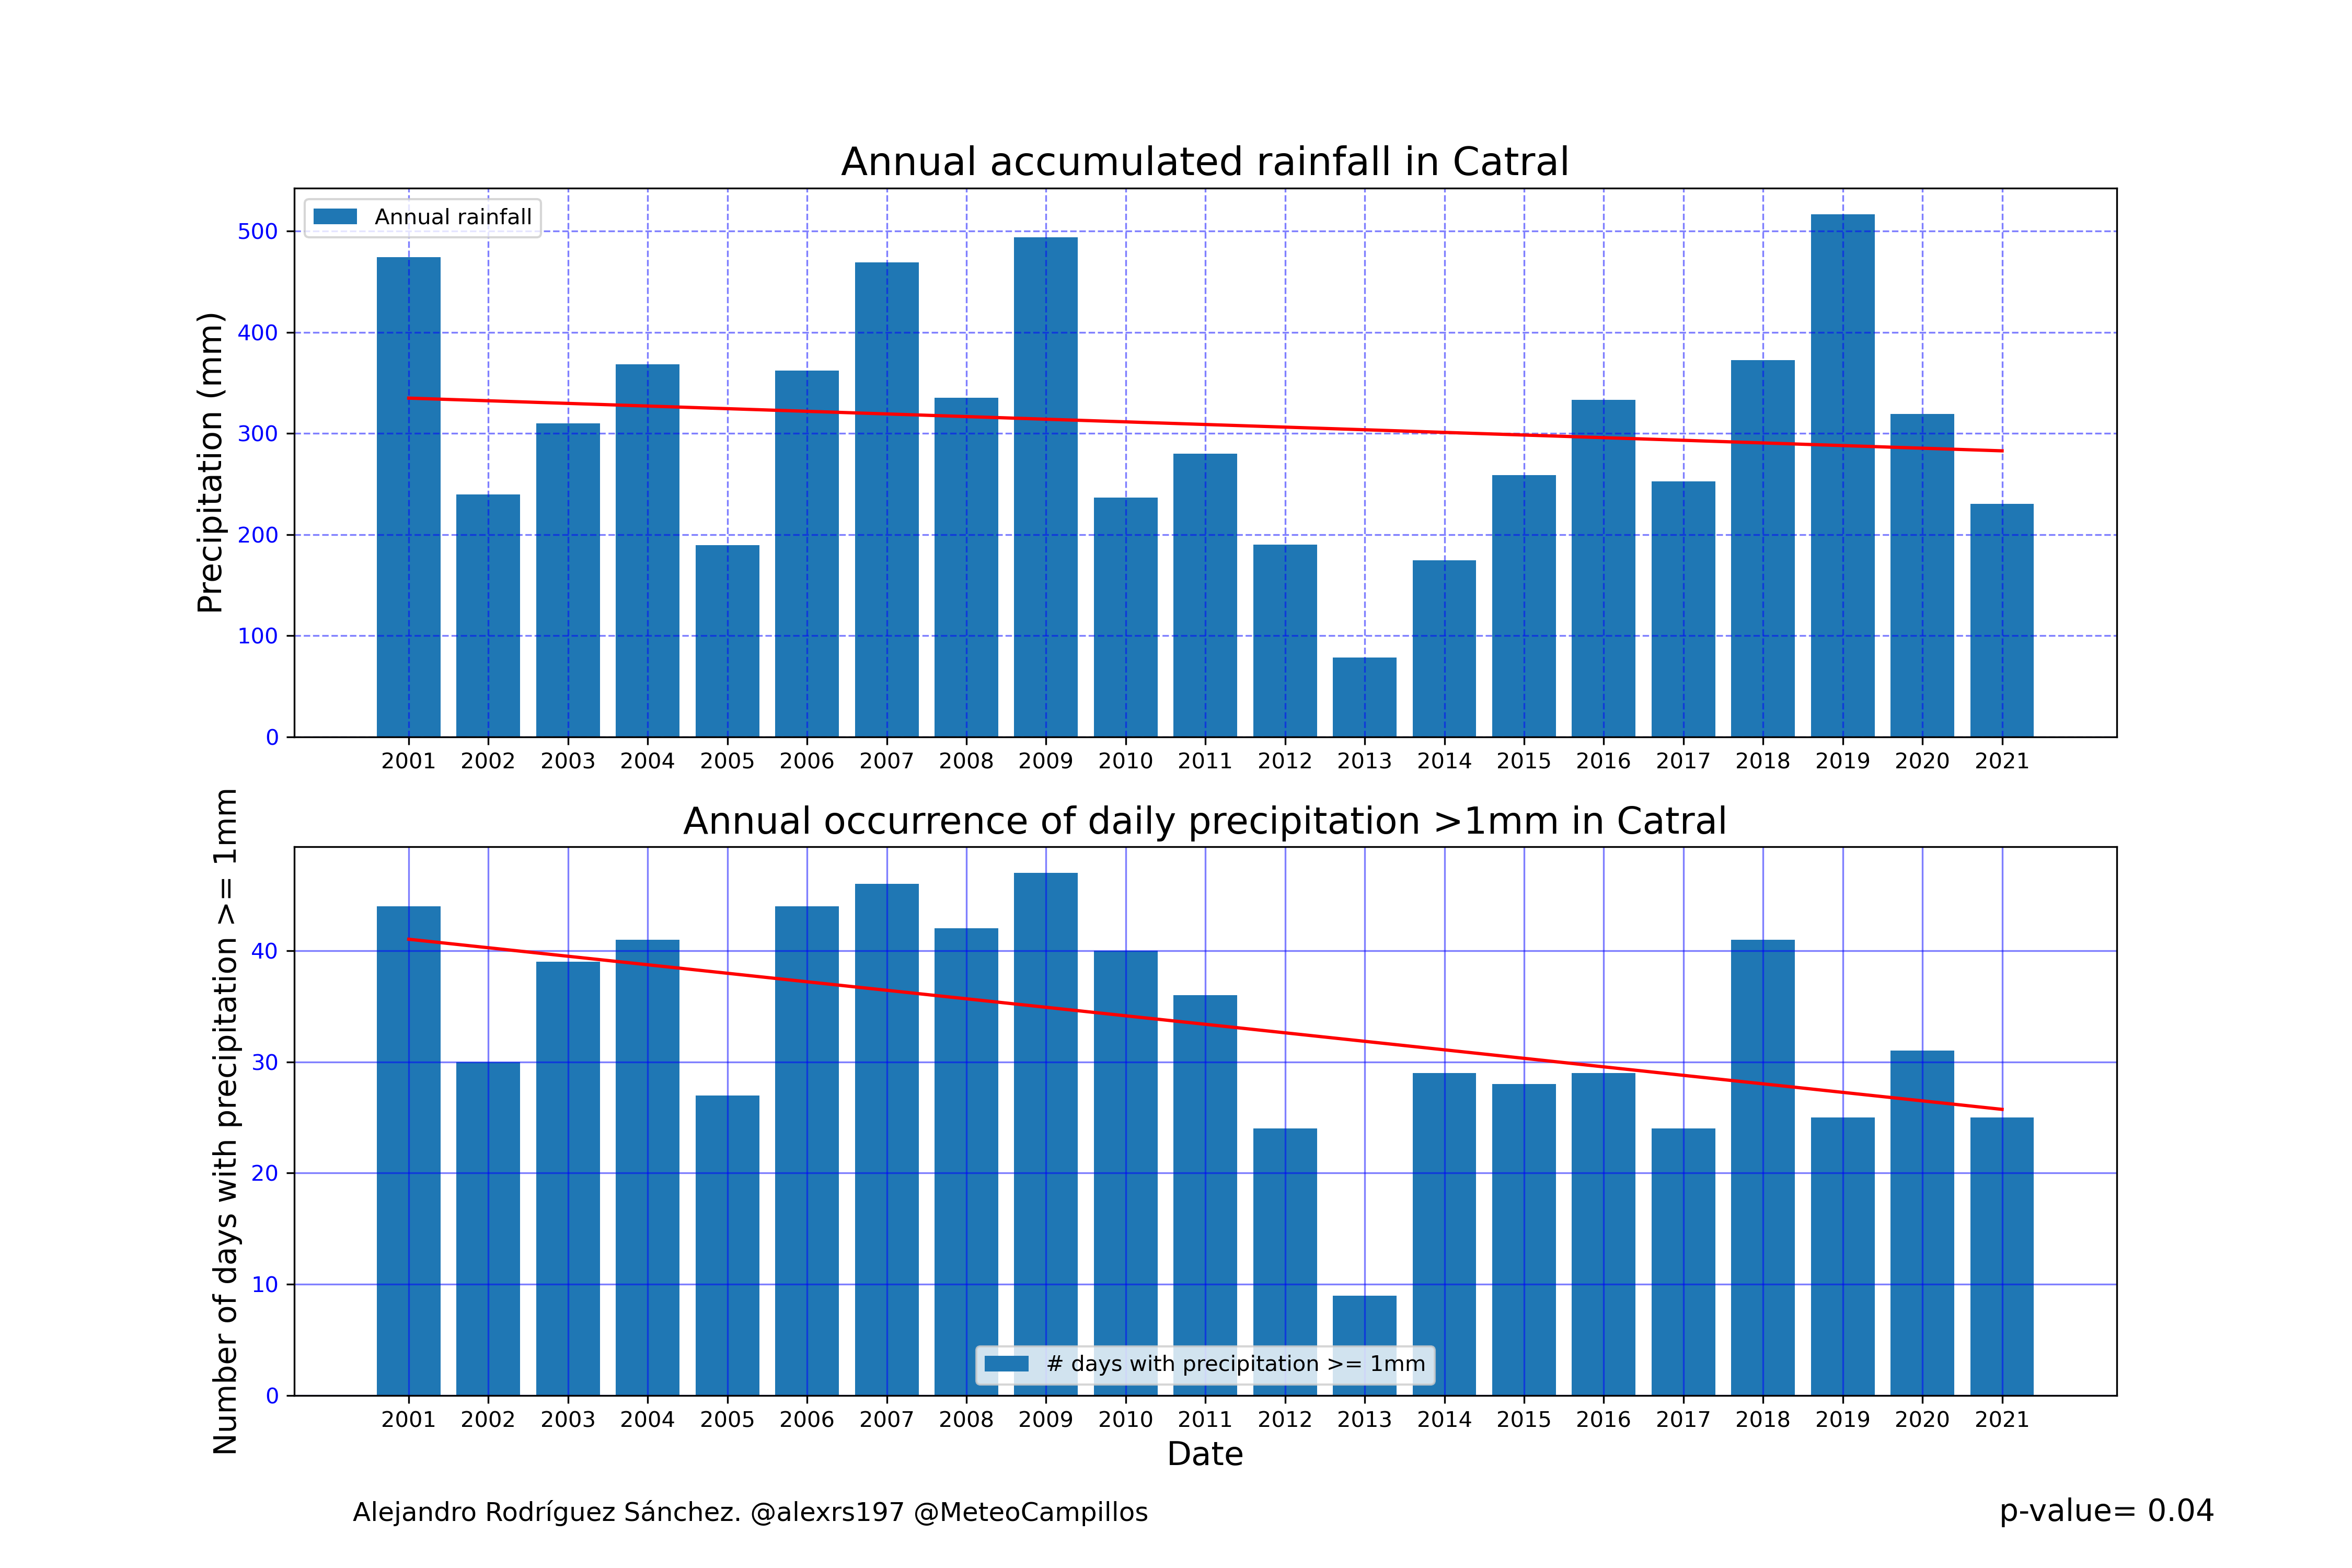 Annual accumulated rainfall in Catral
Annual rainfall
Precipitation (mm)
500
400
300
200
100
0
2001 2002 2003 2004 2005 2006 2007 2008 2009 2010 2011 2012 2013 2014 2015 2016 2017 2018 2019 2020 2021
Annual occurrence of daily precipitation >1mm in Catral
Number of days with precipitation >= 1mm
40
30
20
10
0
# days with precipitation >= 1mm
2001 2002 2003 2004 2005 2006 2007 2008 2009 2010 2011 2012 2013 2014 2015 2016 2017 2018 2019 2020 2021
Date
Alejandro Rodríguez Sánchez. @alexrs197 @MeteoCampillos
p-value= 0.04